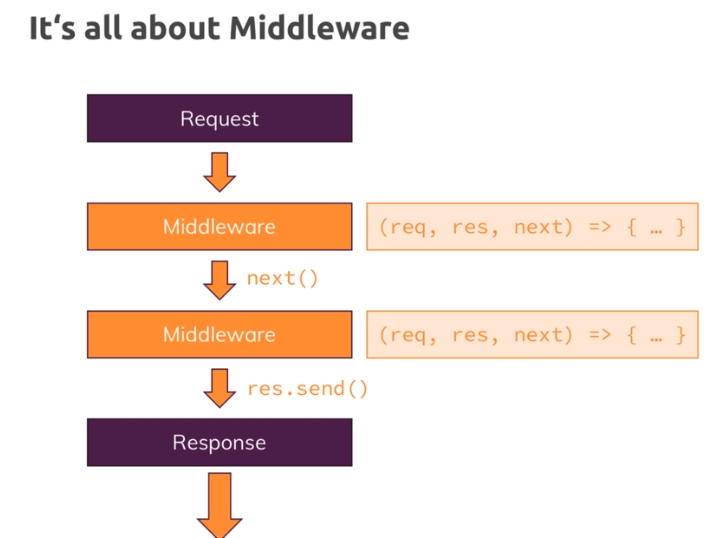 It‘s all about Middleware
Request
Middleware
(req, res, next) => { … }
next()
Middleware
(req, res, next) => { … }
res.send()
Response